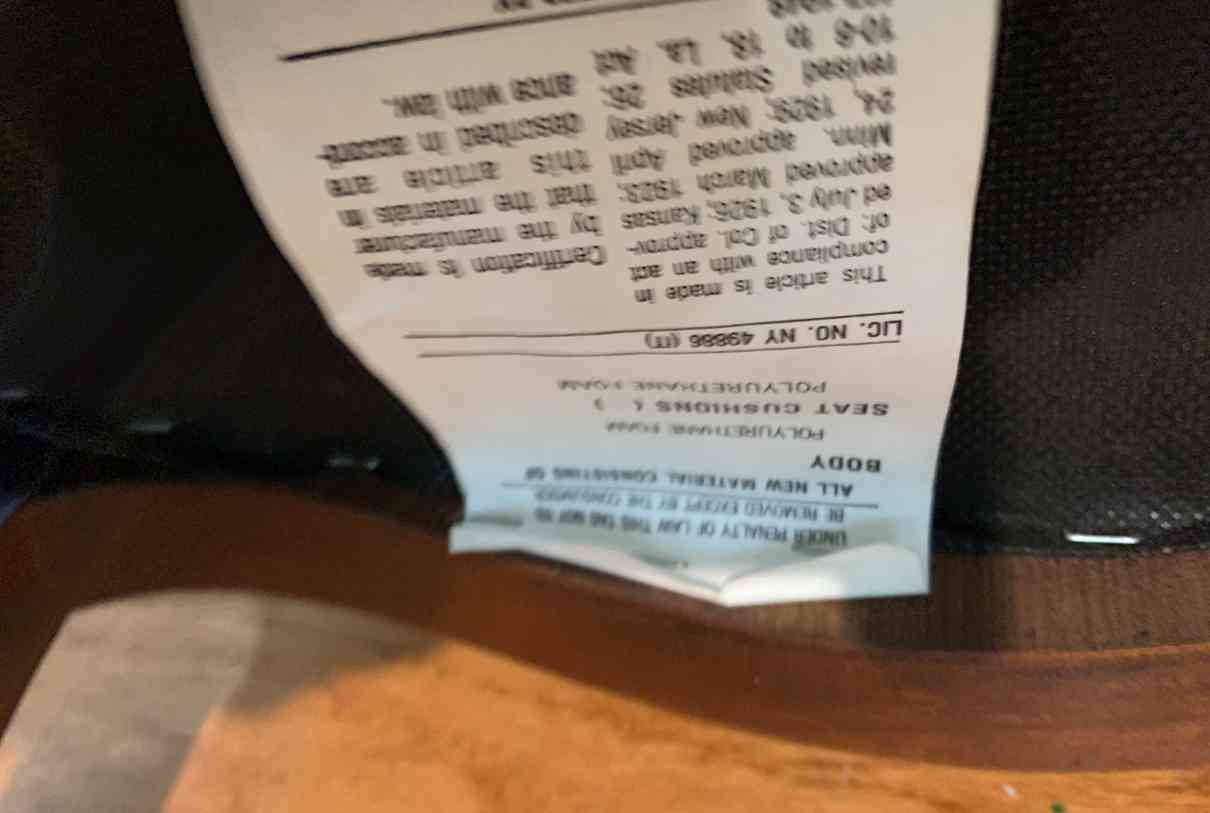 UNDER PENALTY OF LAW THIS TAG NOT TO
BE REMOVED EXCEPT BY THE CONSUMER
ALL NEW MATERIAL CONSISTING OF
BODY
POLYURETHANE FOAM
SEAT CUSHIONS ( )
POLYURETHANE FOAM
LIC. NO. NY 49886 (IT)
This article is made in
compliance with an act
of. Dist. of Col. approv-
ed July 3, 1926; Kansas
approved March 1923;
Minn. approved April
24, 1929; New Jersey
revised Statutes 26:
10-6 to 18. La. Act
Certification is made
by the manufacturer
that the materials in
this article are
described in accord-
ance with law.